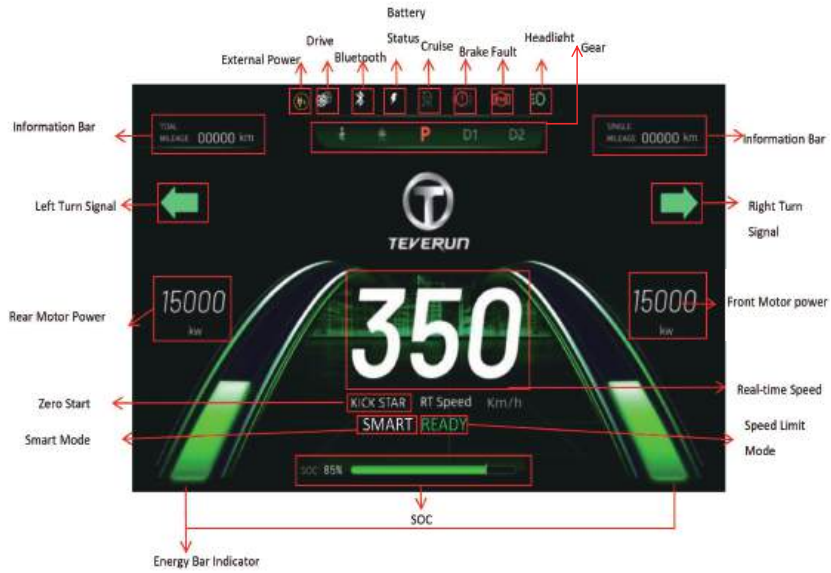 Battery
Drive Status Cruise Headlight
External Power Bluetooth Brake Fault Gear
Information Bar
TOTAL
MILEAGE 00000 km
P D1 D2
SINGLE
MILEAGE 00000 km
Information Bar
Left Turn Signal
TEVERUN
Right Turn
Signal
Rear Motor Power
15000
kw
350
15000
kw
Front Motor power
Real-time Speed
Zero Start
KICK STAR RT Speed Km/h
Smart Mode
SMART READY
Speed Limit
Mode
SOC 85%
SOC
Energy Bar Indicator